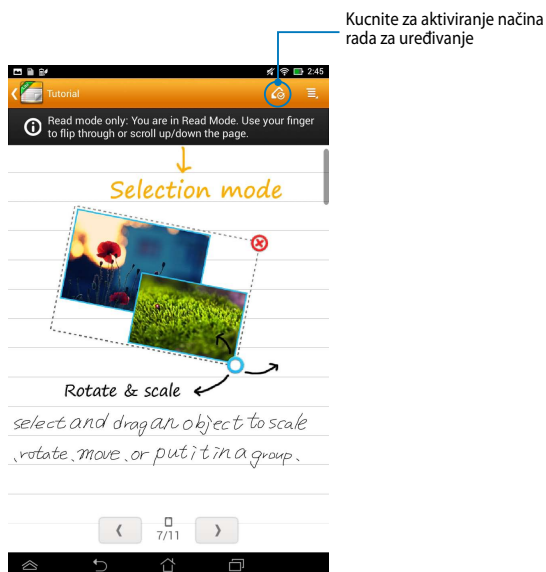 Kucnite za aktiviranje načina
rada za uređivanje
2:45
Tutorial
Read mode only: You are in Read Mode. Use your finger
to flip through or scroll up/down the page.
Selection mode
Rotate & scale
select and drag an object to scale
, rotate, move, or put it in a group.
7/11